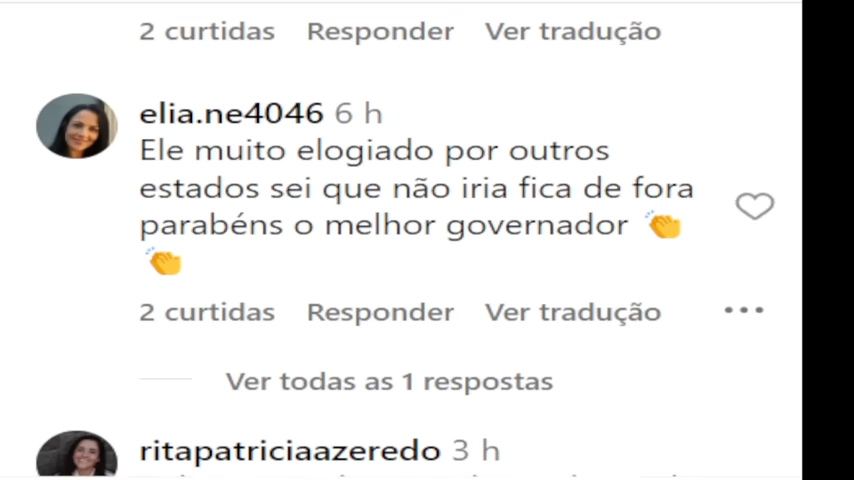 2 curtidas Responder Ver tradução
elia.ne4046 6 h
Ele muito elogiado por outros
estados sei que não iria fica de fora
parabéns o melhor governador 👏
👏
2 curtidas Responder Ver tradução •••
Ver todas as 1 respostas
ritapatriciaazeredo 3 h